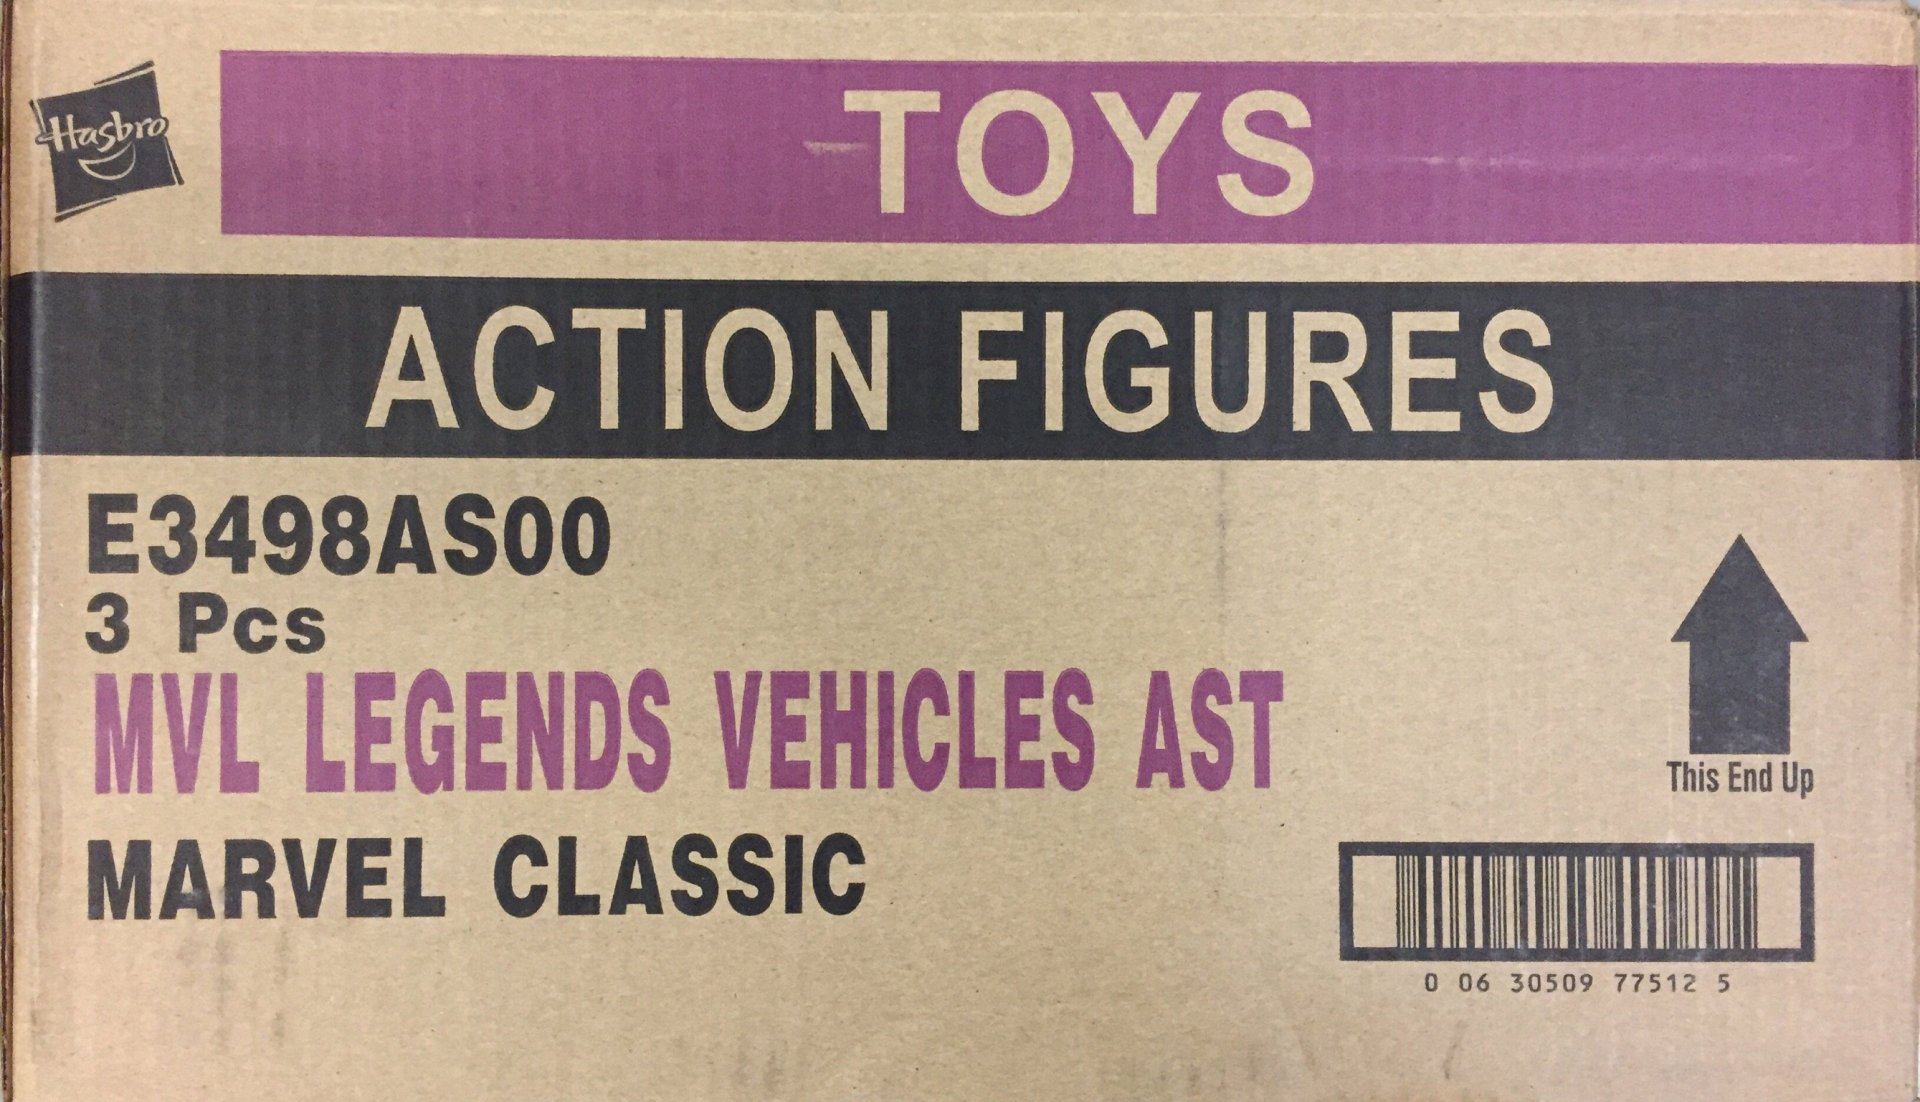 Hasbro
TOYS
ACTION FIGURES
E3498AS00
3 Pcs
MVL LEGENDS VEHICLES AST
MARVEL CLASSIC
This End Up
0 06 30509 77512 5